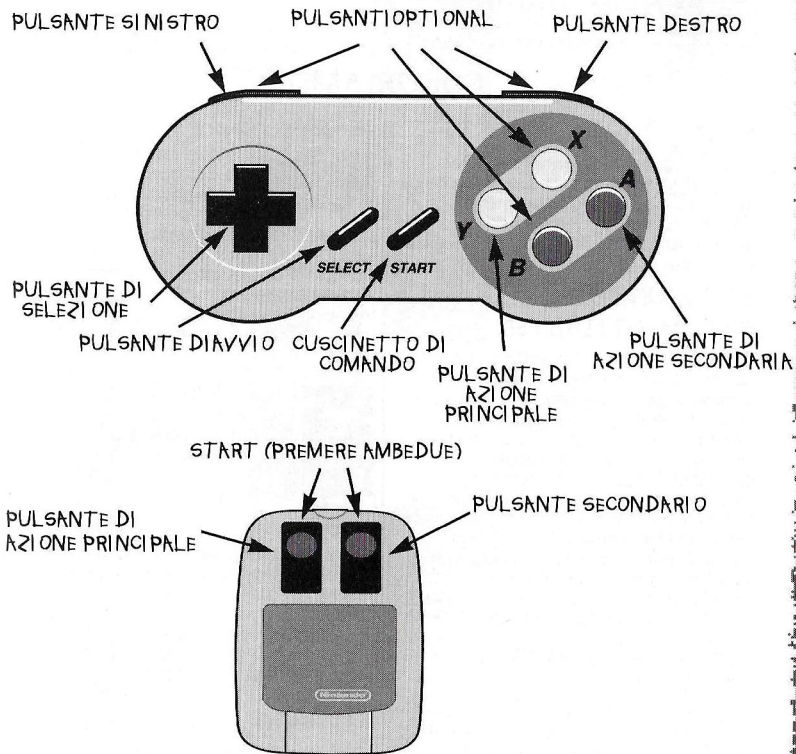 PULSANTE SINISTRO
PULSANTI OPTIONAL
PULSANTE DESTRO
X
A
Y
B
SELECT
START
PULSANTE DI
SELEZIONE
PULSANTE DI AVVIO
CUSCINETTO DI
COMANDO
PULSANTE DI
AZIONE
PRINCIPALE
PULSANTE DI
AZIONE SECONDARIA
START (PREMERE AMBEDUE)
PULSANTE DI
AZIONE PRINCIPALE
PULSANTE SECONDARIO
Nintendo